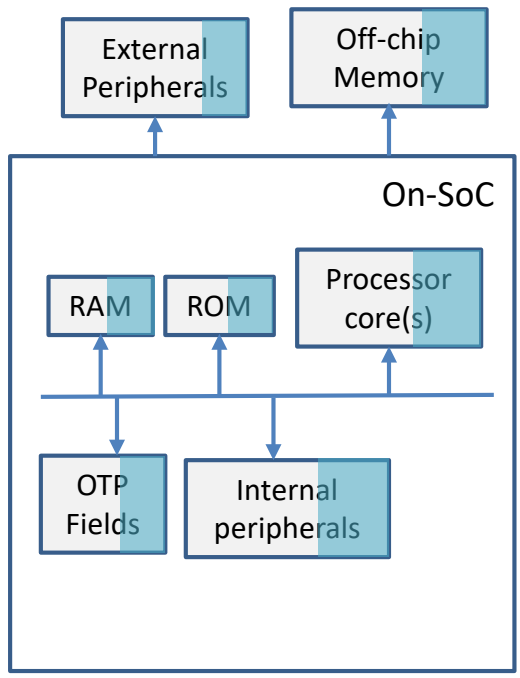 External
Peripherals
Off-chip
Memory
On-SoC
RAM
ROM
Processor
core(s)
OTP
Fields
Internal
peripherals